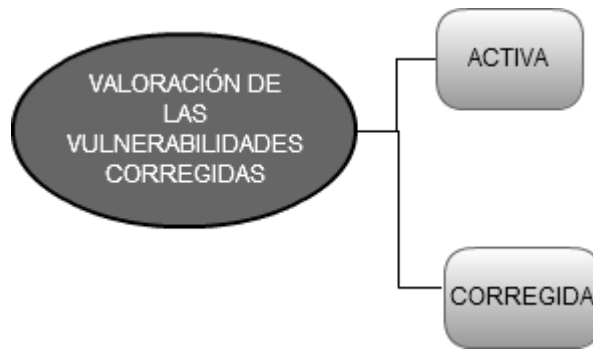 VALORACIÓN DE
LAS
VULNERABILIDADES
CORREGIDAS
ACTIVA
CORREGIDA